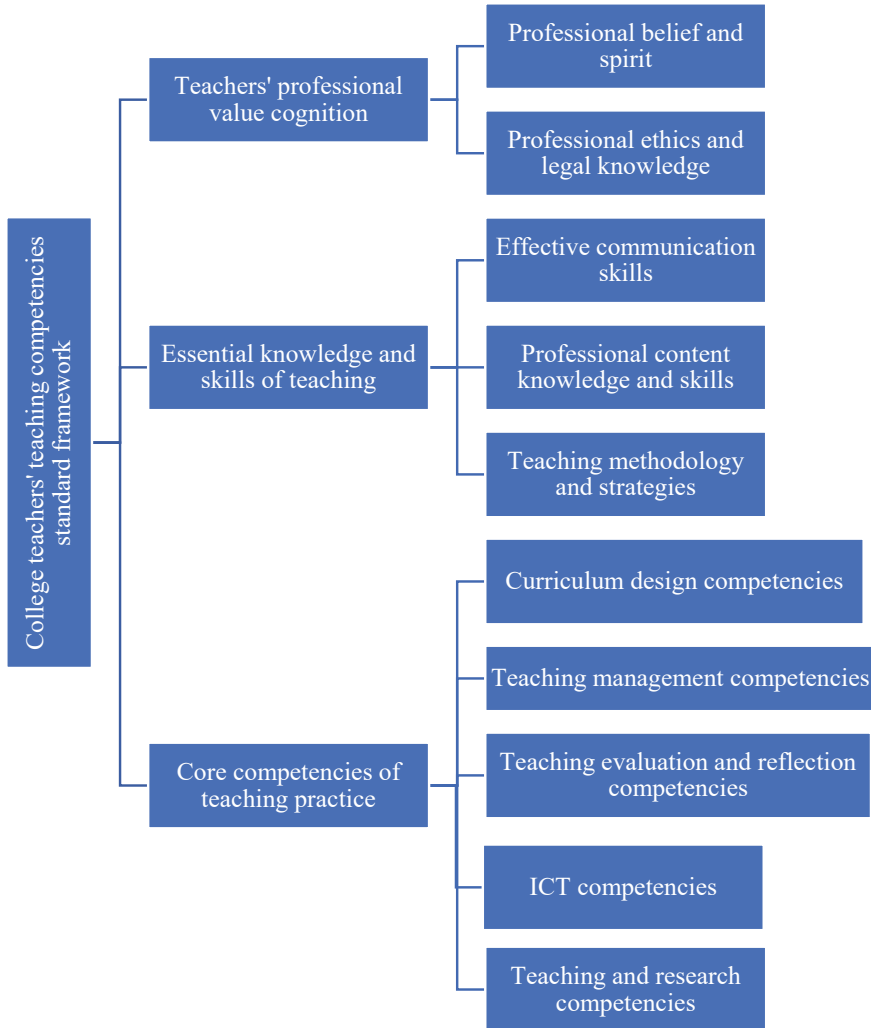 College teachers' teaching competencies
standard framework
Teachers' professional
value cognition
Professional belief and
spirit
Professional ethics and
legal knowledge
Essential knowledge and
skills of teaching
Effective communication
skills
Professional content
knowledge and skills
Teaching methodology
and strategies
Core competencies of
teaching practice
Curriculum design competencies
Teaching management competencies
Teaching evaluation and reflection
competencies
ICT competencies
Teaching and research
competencies